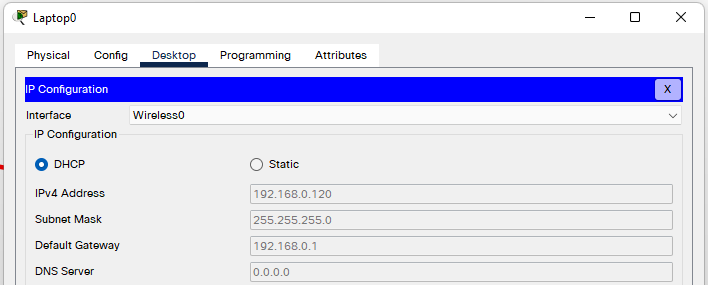 Laptop0
Physical Config Desktop Programming Attributes
IP Configuration X
Interface Wireless0
IP Configuration
DHCP Static
IPv4 Address 192.168.0.120
Subnet Mask 255.255.255.0
Default Gateway 192.168.0.1
DNS Server 0.0.0.0